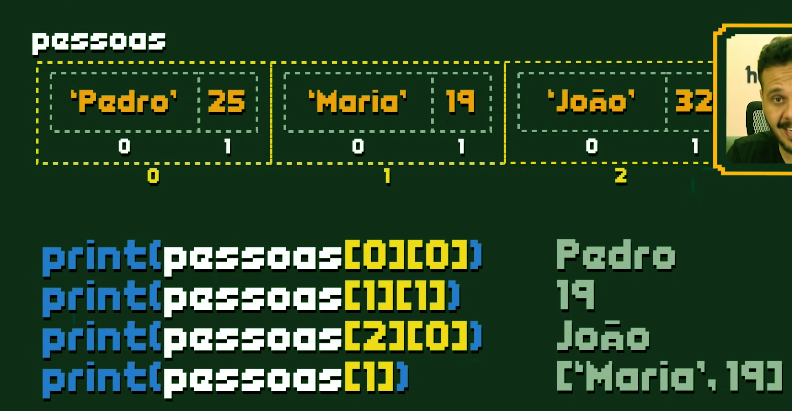 pessoas
'Pedro' 25 'Maria' 19 'João' 32
0 1 0 1 0 1
0 1 2
print(pessoas[0][0]) Pedro
print(pessoas[1][1]) 19
print(pessoas[2][0]) João
print(pessoas[1]) ['Maria', 19]